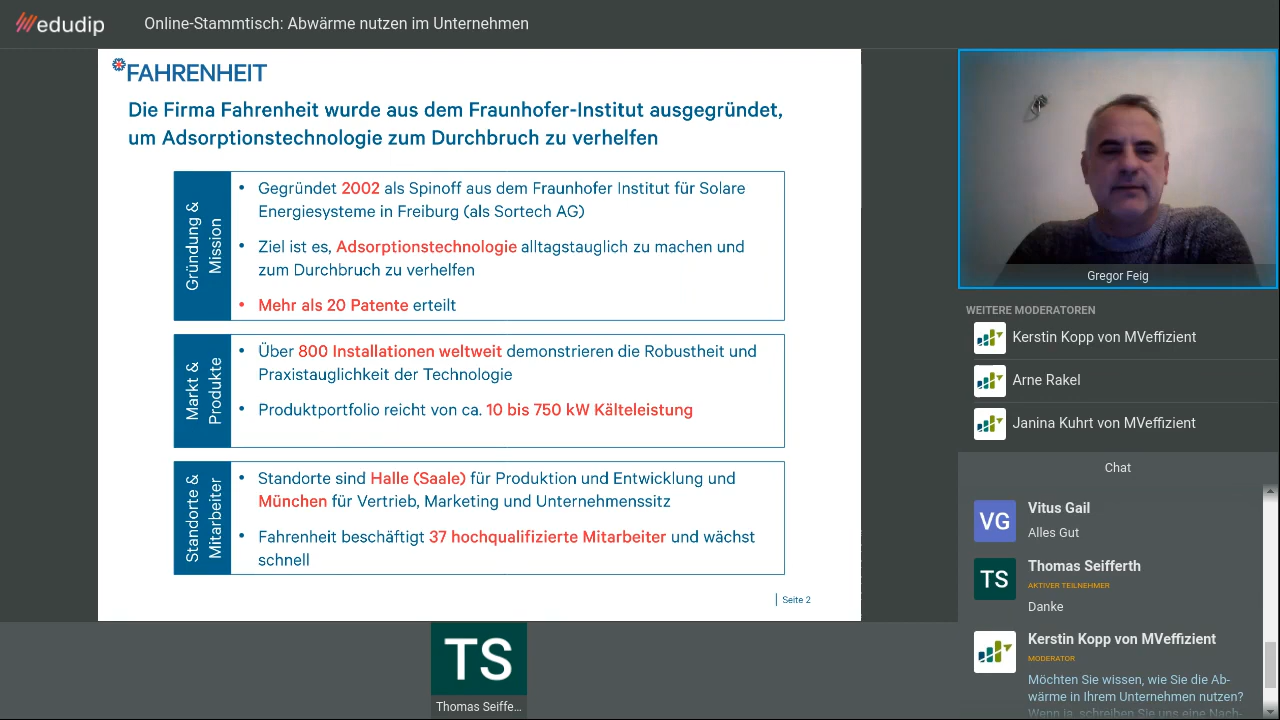 edudip
Online-Stammtisch: Abwärme nutzen im Unternehmen
FAHRENHEIT
Die Firma Fahrenheit wurde aus dem Fraunhofer-Institut ausgegründet,
um Adsorptionstechnologie zum Durchbruch zu verhelfen
Gründung &
Mission
• Gegründet 2002 als Spinoff aus dem Fraunhofer Institut für Solare
Energiesysteme in Freiburg (als Sortech AG)
• Ziel ist es, Adsorptionstechnologie alltagstauglich zu machen und
zum Durchbruch zu verhelfen
• Mehr als 20 Patente erteilt
Markt &
Produkte
• Über 800 Installationen weltweit demonstrieren die Robustheit und
Praxistauglichkeit der Technologie
• Produktportfolio reicht von ca. 10 bis 750 kW Kälteleistung
Standorte &
Mitarbeiter
• Standorte sind Halle (Saale) für Produktion und Entwicklung und
München für Vertrieb, Marketing und Unternehmenssitz
• Fahrenheit beschäftigt 37 hochqualifizierte Mitarbeiter und wächst
schnell
Seite 2
TS
Thomas Seiffe...
Gregor Feig
WEITERE MODERATOREN
Kerstin Kopp von MVeffizient
Arne Rakel
Janina Kuhrt von MVeffizient
Chat
VG
Vitus Gail
Alles Gut
TS
Thomas Seifferth
AKTIVER TEILNEHMER
Danke
Kerstin Kopp von MVeffizient
MODERATOR
Möchten Sie wissen, wie Sie die Ab-
wärme in Ihrem Unternehmen nutzen?
Wenn ja, schreiben Sie uns eine Nach-